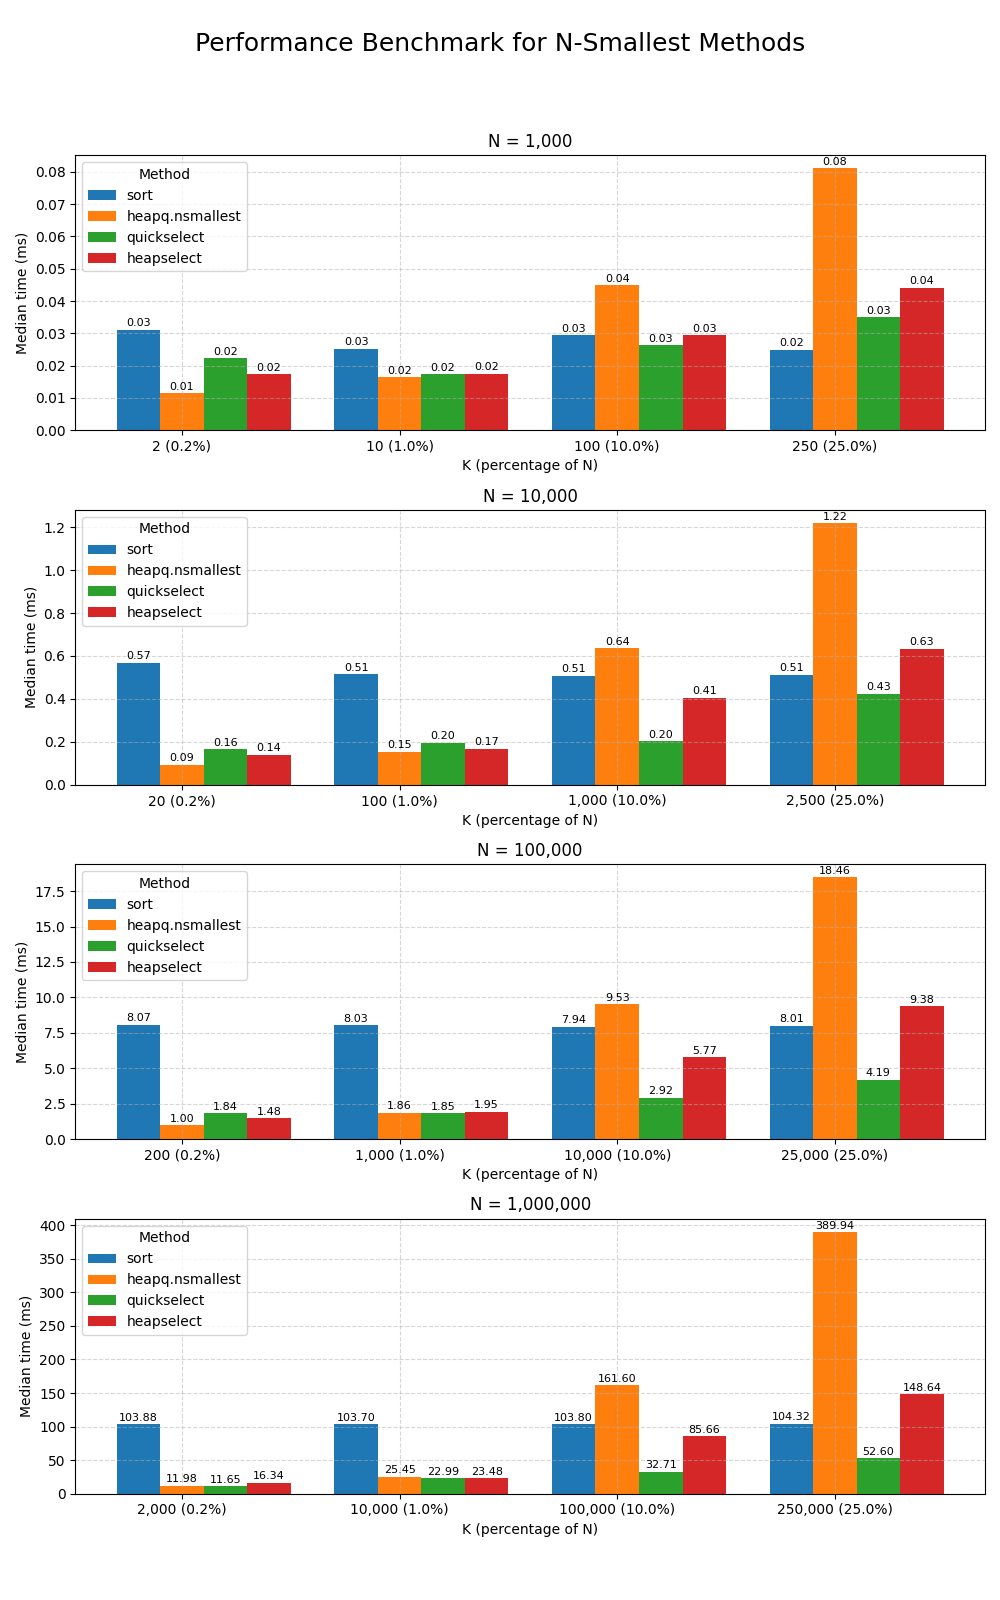 Performance Benchmark for N-Smallest Methods
N = 1,000
Method
sort
heapq.nsmallest
quickselect
heapselect
Median time (ms)
0.08
0.07
0.06
0.05
0.04
0.03
0.02
0.01
0.00
0.03 0.01 0.02 0.02
0.03 0.02 0.02 0.02
0.03 0.04 0.03 0.03
0.02 0.08 0.03 0.04
2 (0.2%) 10 (1.0%) 100 (10.0%) 250 (25.0%)
K (percentage of N)
N = 10,000
Method
sort
heapq.nsmallest
quickselect
heapselect
Median time (ms)
1.2
1.0
0.8
0.6
0.4
0.2
0.0
0.57 0.09 0.16 0.14
0.51 0.15 0.20 0.17
0.51 0.64 0.20 0.41
0.51 1.22 0.43 0.63
20 (0.2%) 100 (1.0%) 1,000 (10.0%) 2,500 (25.0%)
K (percentage of N)
N = 100,000
Method
sort
heapq.nsmallest
quickselect
heapselect
Median time (ms)
17.5
15.0
12.5
10.0
7.5
5.0
2.5
0.0
8.07 1.00 1.84 1.48
8.03 1.86 1.85 1.95
7.94 9.53 2.92 5.77
8.01 18.46 4.19 9.38
200 (0.2%) 1,000 (1.0%) 10,000 (10.0%) 25,000 (25.0%)
K (percentage of N)
N = 1,000,000
Method
sort
heapq.nsmallest
quickselect
heapselect
Median time (ms)
400
350
300
250
200
150
100
50
0
103.88 11.98 11.65 16.34
103.70 25.45 22.99 23.48
103.80 161.60 32.71 85.66
104.32 389.94 52.60 148.64
2,000 (0.2%) 10,000 (1.0%) 100,000 (10.0%) 250,000 (25.0%)
K (percentage of N)